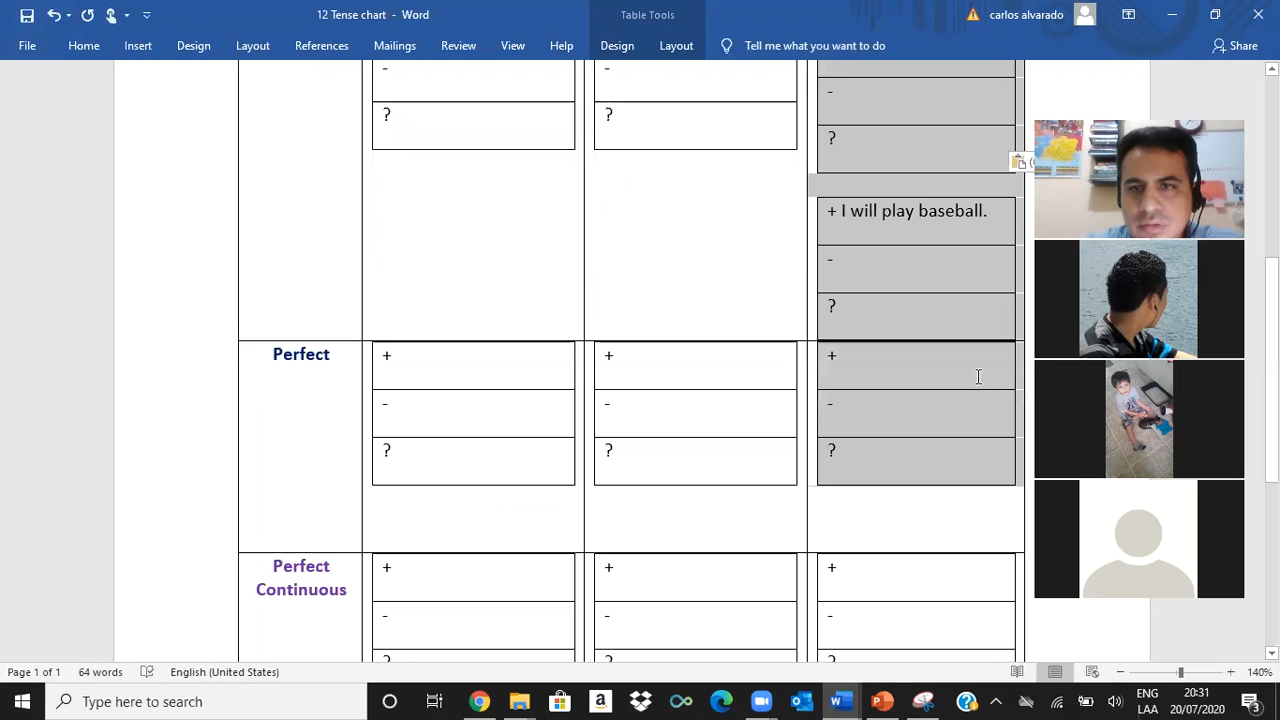 12 Tense chart - Word
Table Tools
carlos alvarado
File Home Insert Design Layout References Mailings Review View Help Design Layout Tell me what you want to do Share
- - -
? ? ?
+ I will play baseball.
-
?
Perfect + + +
- - -
? ? ?
Perfect
Continuous
+ + +
- - -
? ? ?
Page 1 of 1 64 words English (United States) 140%
Type here to search
ENG
LAA
20:31
20/07/2020
3